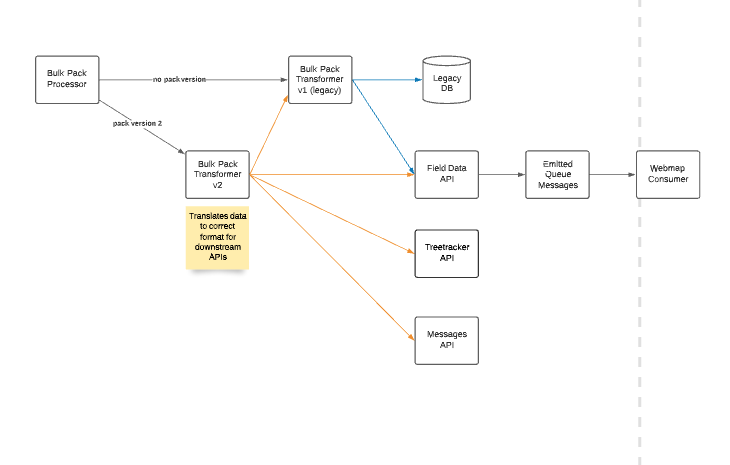 Bulk Pack
Processor
no pack version
Bulk Pack
Transformer
v1 (legacy)
Legacy
DB
pack version 2
Bulk Pack
Transformer
v2
Field Data
API
Emitted
Queue
Messages
Webmap
Consumer
Translates data
to correct
format for
downstream
APIs
Treetracker
API
Messages
API